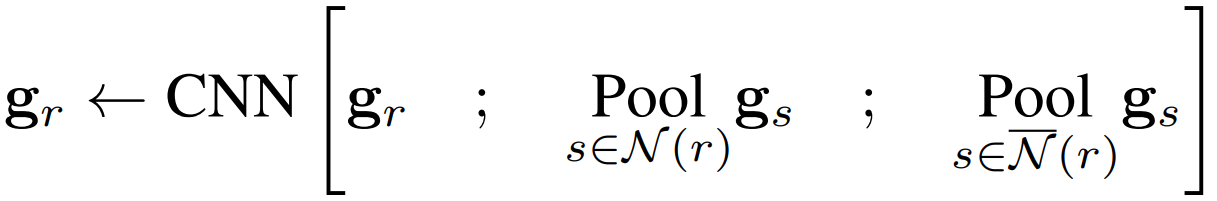 g_r ← CNN [ g_r ; Pool_{s∈𝒩(r)} g_s ; Pool_{s∈\overline{𝒩}(r)} g_s ]